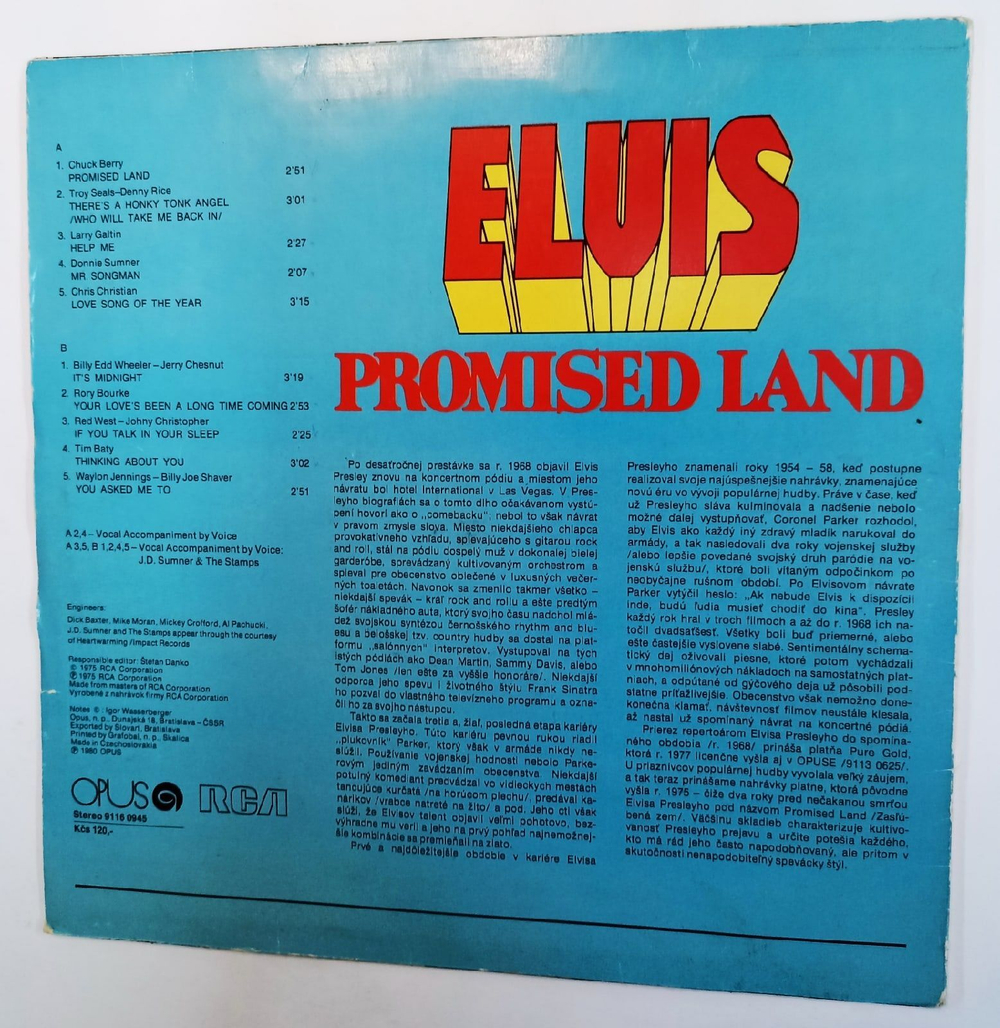 A
1. Chuck Berry
PROMISED LAND 2'51
2. Troy Seals–Denny Rice
THERE'S A HONKY TONK ANGEL 3'01
/WHO WILL TAKE ME BACK IN/
3. Larry Galtin
HELP ME 2'27
4. Donnie Sumner
MR. SONGMAN 2'07
5. Chris Christian
LOVE SONG OF THE YEAR 3'15
B
1. Billy Edd Wheeler–Jerry Chesnut
IT'S MIDNIGHT 3'19
2. Rory Bourke
YOUR LOVE'S BEEN A LONG TIME COMING 2'53
3. Red West–Johny Christopher
IF YOU TALK IN YOUR SLEEP 2'25
4. Tim Baty
THINKING ABOUT YOU 3'02
5. Waylon Jennings–Billy Joe Shaver
YOU ASKED ME TO 2'51
A 2,4–Vocal Accompaniment by Voice
A 3,5, B 1,2,4,5–Vocal Accompaniment by Voice:
J.D. Sumner & The Stamps
Engineers:
Dick Baxter, Mike Moran, Mickey Crofford, Al Pachucki,
J.D. Sumner and The Stamps appear through the courtesy
of Heartwarming /Impact Records
Responsible editor: Štefan Danko
© 1975 RCA Corporation
℗ 1975 RCA Corporation
Made from masters of RCA Corporation
Vyrobené z nahrávok firmy RCA Corporation
Notes © Igor Wasserberger
Opus, n. p., Dunajská 18, Bratislava – ČSSR
Exported by Slovart, Bratislava
Printed by Grafobal, n. p., Skalica
Made in Czechoslovakia
℗ 1980 OPUS
OPUS RCA
Stereo 9116 0945
Kčs 120,-
ELVIS
PROMISED LAND
Po desaťročnej prestávke sa r. 1968 objavil Elvis
Presley znovu na koncertnom pódiu a miestom jeho
návratu bol hotel International v Las Vegas. V Pres-
leyho biografiách sa o tomto dlho očakávanom vystú-
pení hovorí ako o „comebacku": nebol to však návrat
v pravom zmysle slova. Miesto niekdajšieho chlapca
provokatívneho vzhľadu, spievajúceho s gitarou rock
and roll, stál na pódiu dospelý muž v dokonalej bielej
garderóbe, sprevádzaný kultivovaným orchestrom a
spieval pre obecenstvo oblečené v luxusných večer-
ných toaletách. Navonok sa zmenilo takmer všetko –
niekdajší spevák – kráľ rock and rollu a ešte predtým
šofér nákladného auta, ktorý svojho času nadchol mlá-
dež svojskou syntézou černošského rhythm and blu-
esu a belošskej tzv. country hudby sa dostal na plat-
formu „salónnych" interpretov. Vystupoval na tých
istých pódiách ako Dean Martin, Sammy Davis, alebo
Tom Jones /len ešte za vyššie honoráre/. Niekdajší
odporca jeho spevu i životného štýlu Frank Sinatra
ho pozval do vlastného televízneho programu a ozna-
čil ho za svojho nástupcu.
Takto sa začala tretia a, žiaľ, posledná etapa kariéry
Elvisa Presleyho. Túto kariéru pevnou rukou riadil
„plukovník" Parker, ktorý však v armáde nikdy ne-
slúžil. Používanie vojenskej hodnosti nebolo Parke-
rovým jediným zavádzaním obecenstva. Niekdajší
potulný komediant predvádzal vo vidieckych mestách
tancujúce kurčatá /na horúcom plechu/, predával ka-
nárikov /vrabce natreté na žlto/ a pod. Jeho cti však
slúži, že Elvisov talent objavil veľmi pohotovo, bez-
výhradne mu veril a jeho na prvý pohľad najnemožnej-
šie kombinácie sa premieňali na zlato.
Prvé a najdôležitejšie obdobie v kariére Elvisa
Presleyho znamenali roky 1954 – 58, keď postupne
realizoval svoje najúspešnejšie nahrávky, znamenajúce
novú éru vo vývoji populárnej hudby. Práve v čase, keď
už Presleyho sláva kulminovala a nadšenie nebolo
možné ďalej vystupňovať, Coronel Parker rozhodol,
aby Elvis ako každý iný zdravý mladík narukoval do
armády, a tak nasledovali dva roky vojenskej služby
/alebo lepšie povedané svojský druh paródie na vo-
jenskú službu/, ktoré boli vítaným odpočinkom po
neobyčajne rušnom období. Po Elvisovom návrate
Parker vytýčil heslo: „Ak nebude Elvis k dispozícii
inde, budú ľudia musieť chodiť do kina". Presley
každý rok hral v troch filmoch a až do r. 1968 ich na-
točil dvadsaťšesť. Všetky boli buď priemerné, alebo
ešte častejšie vyslovene slabé. Sentimentálny schema-
tický dej oživovali piesne, ktoré potom vychádzali
v mnohomiliónových nákladoch na samostatných plat-
niach, a odpútané od gýčového deja už pôsobili pod-
statne príťažlivejšie. Obecenstvo však nemožno done-
konečna klamať, návštevnosť filmov neustále klesala,
až nastal už spomínaný návrat na koncertné pódiá.
Prierez repertoárom Elvisa Presleyho do spomína-
ného obdobia /r. 1968/ prináša platňa Pure Gold,
ktorá r. 1977 licenčne vyšla aj v OPUSE /9113 0625/.
U priaznivcov populárnej hudby vyvolala veľký záujem,
a tak teraz prinášame nahrávky platne, ktorá pôvodne
vyšla r. 1975 – čiže dva roky pred nečakanou smrťou
Elvisa Presleyho pod názvom Promised Land /Zasľú-
bená zem/. Väčšinu skladieb charakterizuje kultivo-
vanosť Presleyho prejavu a určite potešia každého,
kto má rád jeho často napodobňovaný, ale pritom v
skutočnosti nenapodobiteľný spevácky štýl.